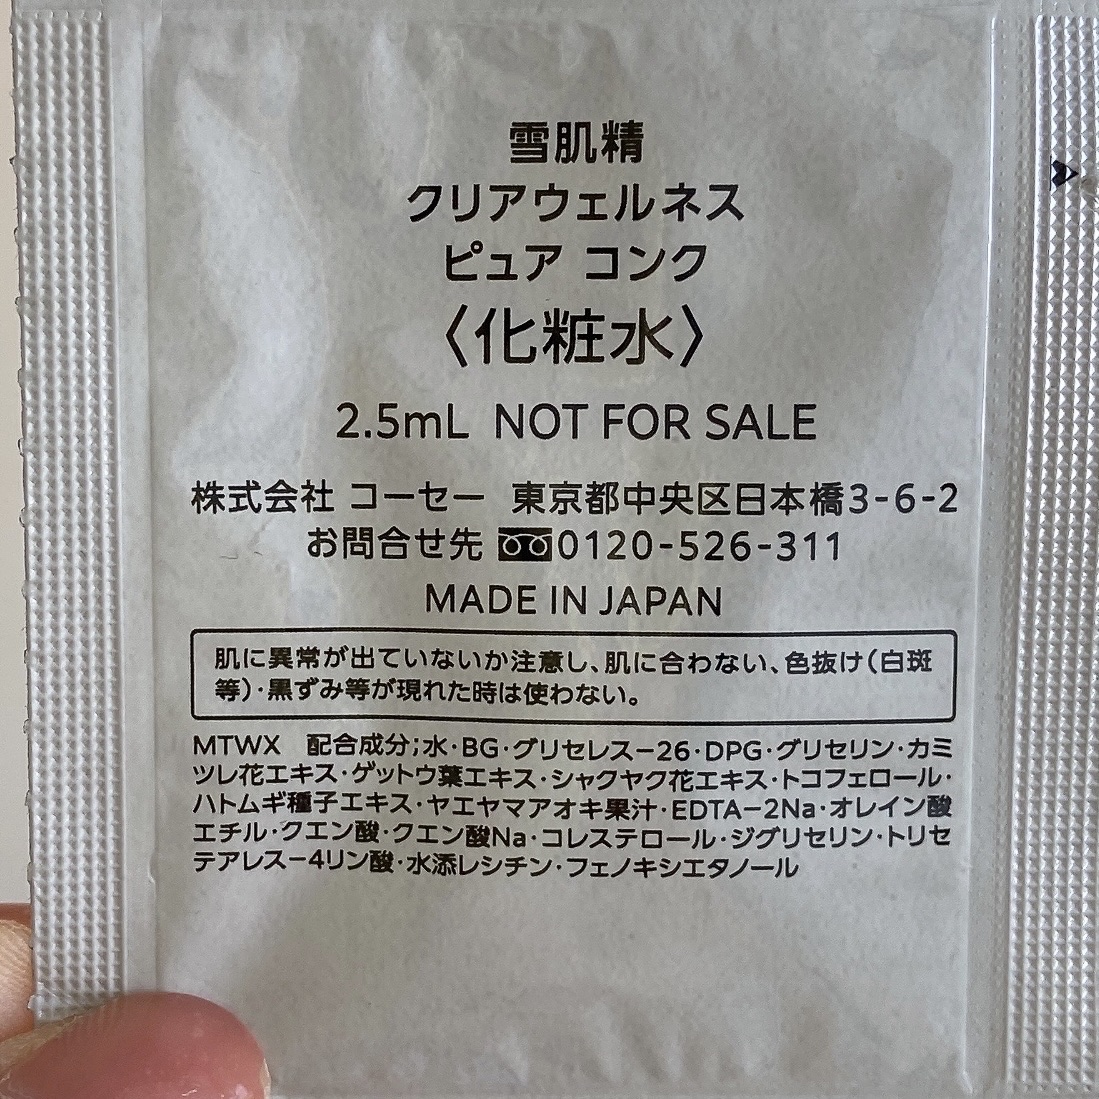 雪肌精
クリアウェルネス
ピュア コンク
〈化粧水〉
2.5mL NOT FOR SALE
株式会社 コーセー 東京都中央区日本橋3-6-2
お問合せ先 0120-526-311
MADE IN JAPAN
肌に異常が出ていないか注意し、肌に合わない、色抜け(白斑
等)･黒ずみ等が現れた時は使わない。
MTWX 配合成分;水･BG･グリセレス－26･DPG･グリセリン･カミ
ツレ花エキス･ゲットウ葉エキス･シャクヤク花エキス･トコフェロール･
ハトムギ種子エキス･ヤエヤマアオキ果汁･EDTA－2Na･オレイン酸
エチル･クエン酸･クエン酸Na･コレステロール･ジグリセリン･トリセ
テアレス－4リン酸･水添レシチン･フェノキシエタノール